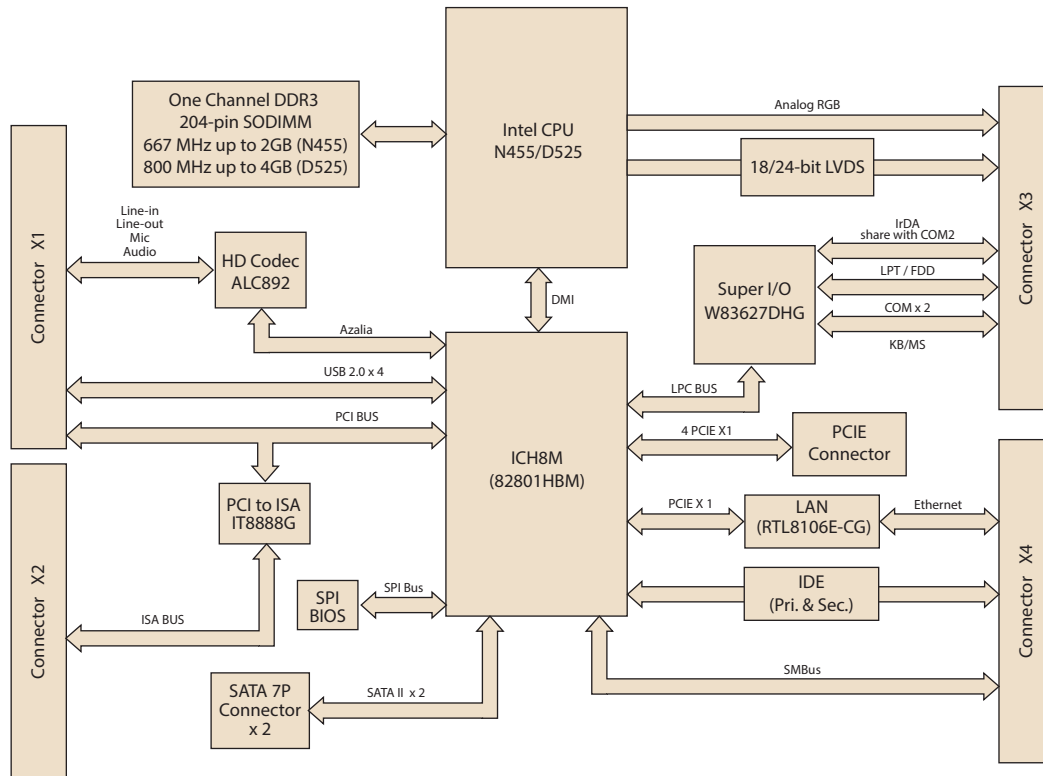 One Channel DDR3
204-pin SODIMM
667 MHz up to 2GB (N455)
800 MHz up to 4GB (D525)
Intel CPU
N455/D525
Analog RGB
18/24-bit LVDS
Connector X1
Line-in
Line-out
Mic
Audio
HD Codec
ALC892
Azalia
DMI
Super I/O
W83627DHG
IrDA
share with COM2
LPT / FDD
COM x 2
KB/MS
Connector X3
USB 2.0 x 4
PCI BUS
LPC BUS
ICH8M
(82801HBM)
4 PCIE X1
PCIE
Connector
PCI to ISA
IT8888G
PCIE X 1
LAN
(RTL8106E-CG)
Ethernet
Connector X2
ISA BUS
SPI
BIOS
SPI Bus
IDE
(Pri. & Sec.)
Connector X4
SMBus
SATA 7P
Connector
x 2
SATA II x 2